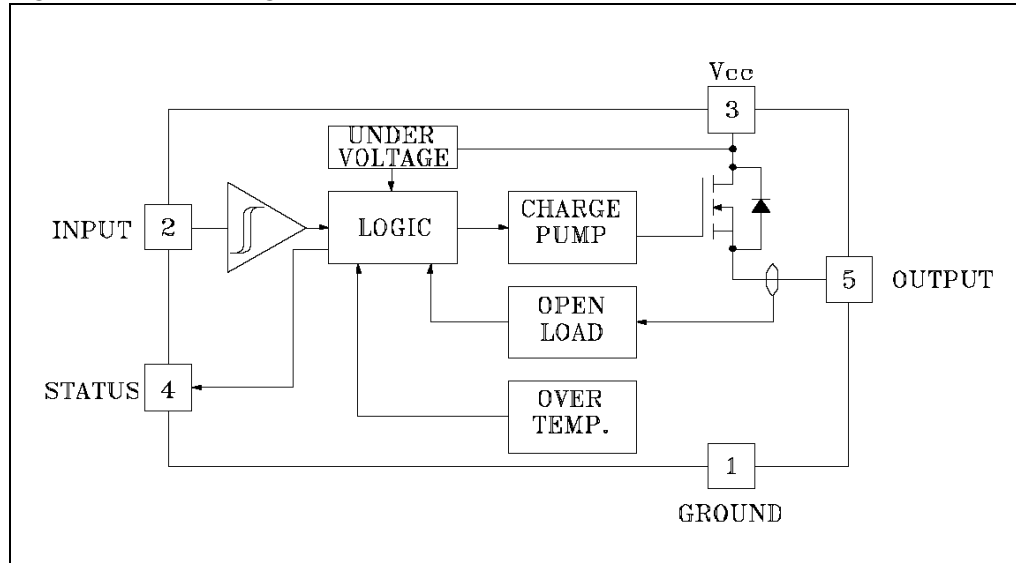 Vcc
3
UNDER
VOLTAGE
INPUT
2
LOGIC
CHARGE
PUMP
5
OUTPUT
OPEN
LOAD
STATUS
4
OVER
TEMP.
1
GROUND